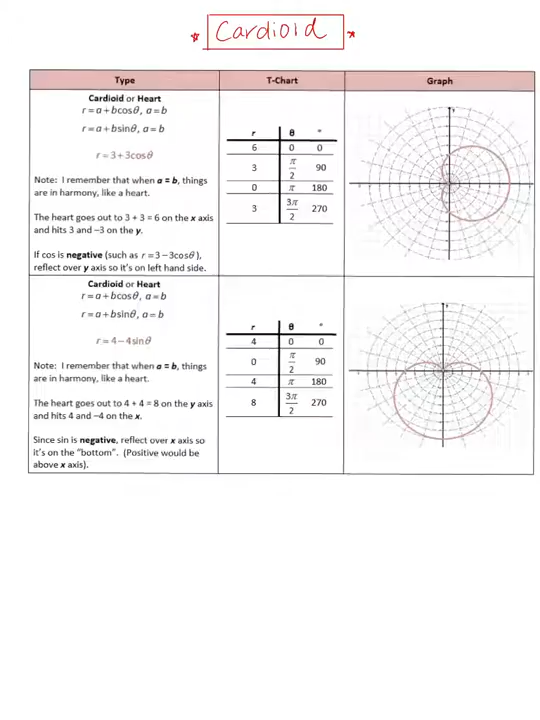 * Cardioid *
Type T-Chart Graph
Cardioid or Heart
r = a + bcosθ, a = b
r = a + bsinθ, a = b
r = 3 + 3cosθ
Note: I remember that when a = b, things
are in harmony, like a heart.
The heart goes out to 3 + 3 = 6 on the x axis
and hits 3 and –3 on the y.
If cos is negative (such as r = 3 – 3cosθ),
reflect over y axis so it's on left hand side.
r θ °
6 0 0
3 π/2 90
0 π 180
3 3π/2 270
Cardioid or Heart
r = a + bcosθ, a = b
r = a + bsinθ, a = b
r = 4 – 4sinθ
Note: I remember that when a = b, things
are in harmony, like a heart.
The heart goes out to 4 + 4 = 8 on the y axis
and hits 4 and –4 on the x.
Since sin is negative, reflect over x axis so
it's on the "bottom". (Positive would be
above x axis).
r θ °
4 0 0
0 π/2 90
4 π 180
8 3π/2 270